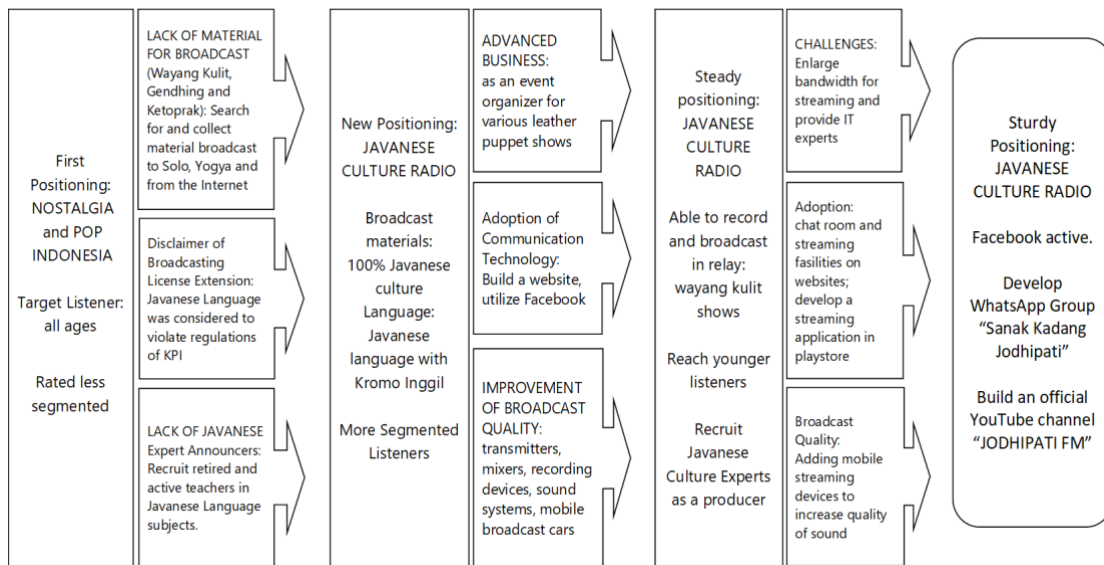 First
Positioning:
NOSTALGIA
and POP
INDONESIA
Target Listener:
all ages
Rated less
segmented
LACK OF MATERIAL
FOR BROADCAST
(Wayang Kulit,
Gendhing and
Ketoprak): Search
for and collect
material broadcast
to Solo, Yogya and
from the Internet
Disclaimer of
Broadcasting
License Extension:
Javanese Language
was considered to
violate regulations
of KPI
LACK OF JAVANESE
Expert Announcers:
Recruit retired and
active teachers in
Javanese Language
subjects.
New Positioning:
JAVANESE
CULTURE RADIO
Broadcast
materials:
100% Javanese
culture
Language:
Javanese
language with
Kromo Inggil
More Segmented
Listeners
ADVANCED
BUSINESS:
as an event
organizer for
various leather
puppet shows
Adoption of
Communication
Technology:
Build a website,
utilize Facebook
IMPROVEMENT
OF BROADCAST
QUALITY:
transmitters,
mixers, recording
devices, sound
systems, mobile
broadcast cars
Steady
positioning:
JAVANESE
CULTURE
RADIO
Able to record
and broadcast
in relay:
wayang kulit
shows
Reach younger
listeners
Recruit
Javanese
Culture Experts
as a producer
CHALLENGES:
Enlarge
bandwidth for
streaming and
provide IT
experts
Adoption:
chat room and
streaming
fasilities on
websites;
develop a
streaming
application in
playstore
Broadcast
Quality:
Adding mobile
streaming
devices to
increase quality
of sound
Sturdy
Positioning:
JAVANESE
CULTURE RADIO
Facebook active.
Develop
WhatsApp Group
“Sanak Kadang
Jodhipati”
Build an official
YouTube channel
“JODHIPATI FM”